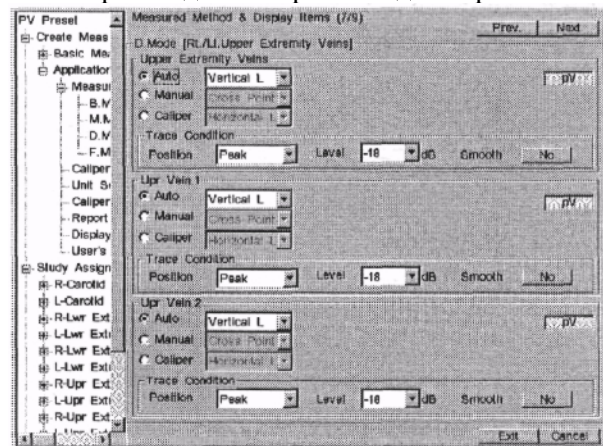 PV Preset
Create Meas
Basic Me
Application
Measur
B.M
M.M
D.M
F.M
Caliper
Unit S
Caliper
Report
Display
User's
Study Assign
R-Carotid
L-Carotid
R-Lwr Ext
L-Lwr Ext
R-Lwr Ext
L-Lwr Ext
R-Upr Ext
L-Upr Ext
R-Upr Ext
Measured Method & Display Items (7/9)
Prev. Next
D.Mode [Rt./Lt.Upper Extremity Veins]
Upper Extremity Veins
Auto Vertical L pV
Manual Cross Point
Caliper Horizontal L
Trace Condition
Position Peak Level -18 dB Smooth No
Upr Vein 1
Auto Vertical L pV
Manual Cross Point
Caliper Horizontal L
Trace Condition
Position Peak Level -18 dB Smooth No
Upr Vein 2
Auto Vertical L pV
Manual Cross Point
Caliper Horizontal L
Trace Condition
Position Peak Level -18 dB Smooth No
Exit Cancel